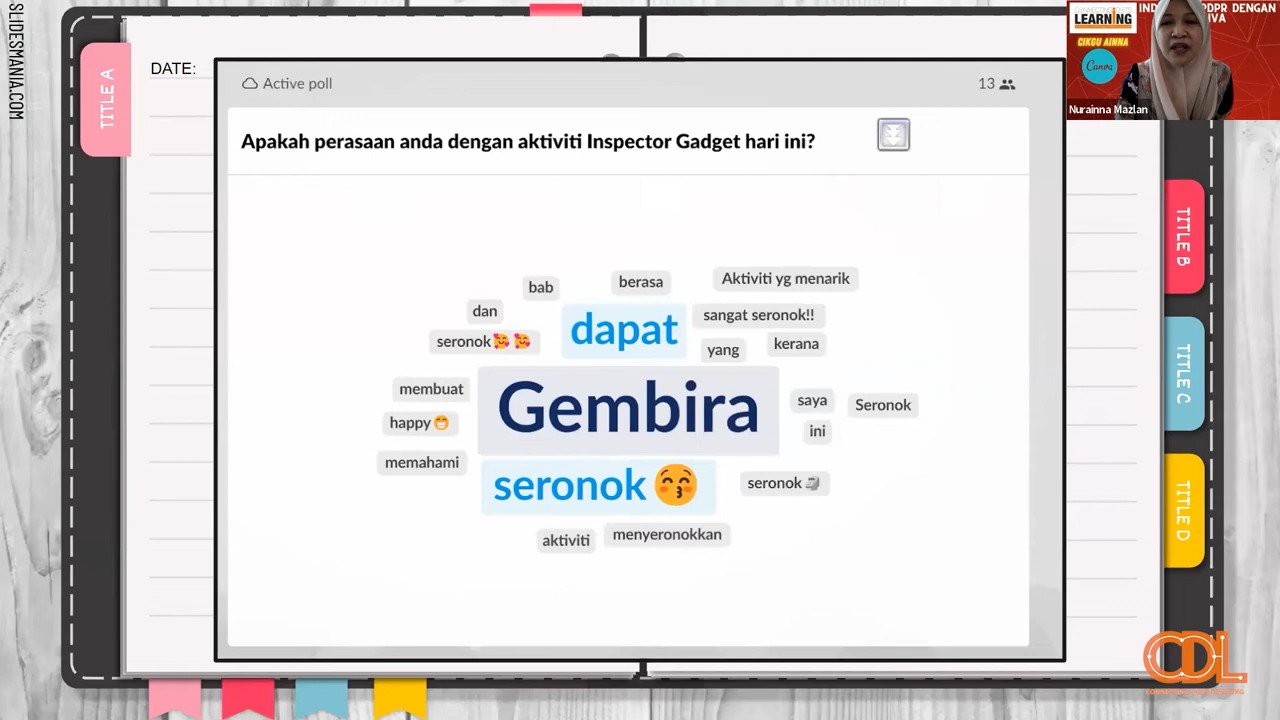 SLIDESMANIA.COM
TITLE A
DATE:
Active poll
13
Apakah perasaan anda dengan aktiviti Inspector Gadget hari ini?
bab
berasa
Aktiviti yg menarik
dan
dapat
sangat seronok!!
seronok🥰 🥰
yang
kerana
membuat
Gembira
saya
Seronok
happy😁
ini
memahami
seronok😚
seronok🗿
aktiviti
menyeronokkan
TITLE B
TITLE C
TITLE D
LEARNING
CIKGU AINNA
Canva
PDPR DENGAN
Nurainna Mazlan
CDL